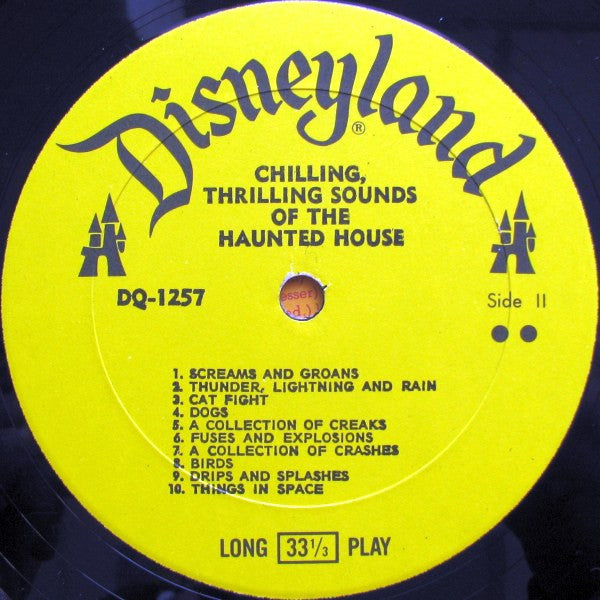 Disneyland®
CHILLING,
THRILLING SOUNDS
OF THE
HAUNTED HOUSE
DQ-1257
esser)
ed.)
Side II
1. SCREAMS AND GROANS
2. THUNDER, LIGHTNING AND RAIN
3. CAT FIGHT
4. DOGS
5. A COLLECTION OF CREAKS
6. FUSES AND EXPLOSIONS
7. A COLLECTION OF CRASHES
8. BIRDS
9. DRIPS AND SPLASHES
10. THINGS IN SPACE
LONG 33⅓ PLAY